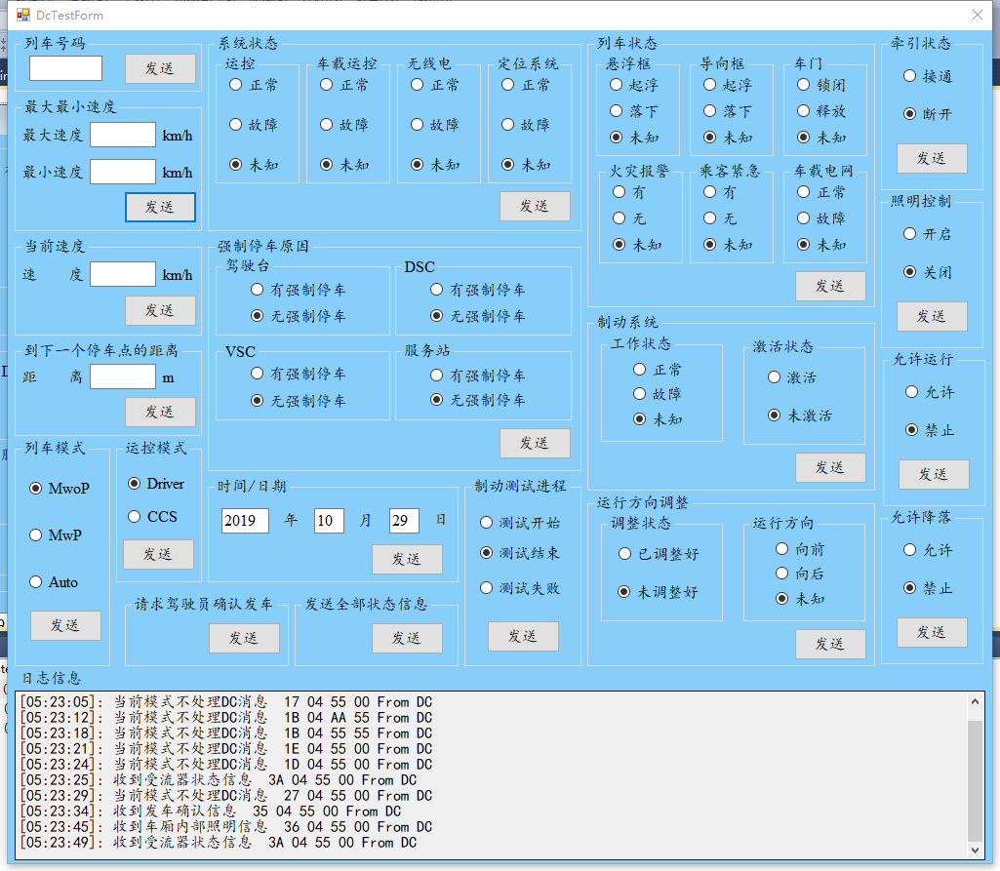 DcTestForm
列车号码
发送
最大最小速度
最大速度 km/h
最小速度 km/h
发送
当前速度
速 度 km/h
发送
到下一个停车点的距离
距 离 m
发送
列车模式
MwoP
MwP
Auto
发送
运控模式
Driver
CCS
发送
系统状态
运控
正常
故障
未知
车载运控
正常
故障
未知
无线电
正常
故障
未知
定位系统
正常
故障
未知
发送
强制停车原因
驾驶台
有强制停车
无强制停车
DSC
有强制停车
无强制停车
VSC
有强制停车
无强制停车
服务站
有强制停车
无强制停车
发送
时间/日期
2019 年 10 月 29 日
发送
请求驾驶员确认发车
发送
发送全部状态信息
发送
制动测试进程
测试开始
测试结束
测试失败
发送
列车状态
悬浮框
起浮
落下
未知
导向框
起浮
落下
未知
车门
锁闭
释放
未知
火灾报警
有
无
未知
乘客紧急
有
无
未知
车载电网
正常
故障
未知
发送
制动系统
工作状态
正常
故障
未知
激活状态
激活
未激活
发送
运行方向调整
调整状态
已调整好
未调整好
运行方向
向前
向后
未知
发送
牵引状态
接通
断开
发送
照明控制
开启
关闭
发送
允许运行
允许
禁止
发送
允许降落
允许
禁止
发送
日志信息
[05:23:05]: 当前模式不处理DC消息 17 04 55 00 From DC
[05:23:12]: 当前模式不处理DC消息 1B 04 AA 55 From DC
[05:23:18]: 当前模式不处理DC消息 1B 04 55 55 From DC
[05:23:21]: 当前模式不处理DC消息 1E 04 55 00 From DC
[05:23:24]: 当前模式不处理DC消息 1D 04 55 00 From DC
[05:23:25]: 收到受流器状态信息 3A 04 55 00 From DC
[05:23:29]: 当前模式不处理DC消息 27 04 55 00 From DC
[05:23:34]: 收到发车确认信息 35 04 55 00 From DC
[05:23:45]: 收到车厢内部照明信息 36 04 55 00 From DC
[05:23:49]: 收到受流器状态信息 3A 04 55 00 From DC